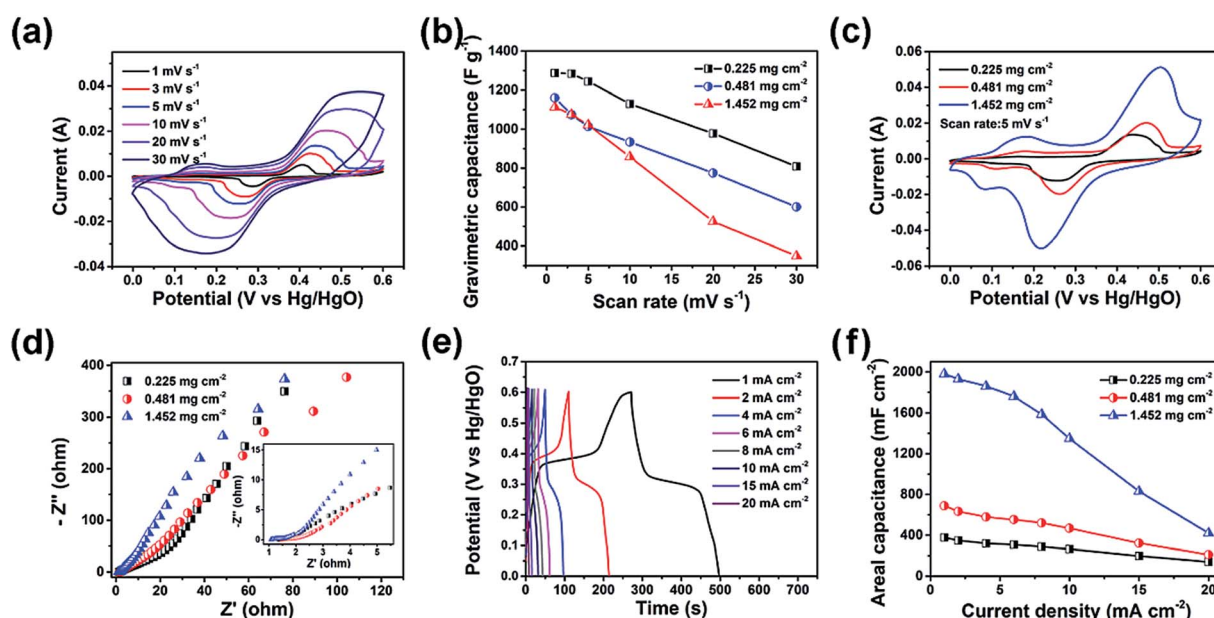 (a)
1 mV s⁻¹
3 mV s⁻¹
5 mV s⁻¹
10 mV s⁻¹
20 mV s⁻¹
30 mV s⁻¹
0.04
0.02
0.00
-0.02
-0.04
Current (A)
0.0 0.1 0.2 0.3 0.4 0.5 0.6
Potential (V vs Hg/HgO)
(b)
0.225 mg cm⁻²
0.481 mg cm⁻²
1.452 mg cm⁻²
1400
1200
1000
800
600
400
Gravimetric capacitance (F g⁻¹)
0 5 10 15 20 25 30
Scan rate (mV s⁻¹)
(c)
0.225 mg cm⁻²
0.481 mg cm⁻²
1.452 mg cm⁻²
Scan rate:5 mV s⁻¹
0.06
0.04
0.02
0.00
-0.02
-0.04
-0.06
Current (A)
0.0 0.1 0.2 0.3 0.4 0.5 0.6
Potential (V vs Hg/HgO)
(d)
0.225 mg cm⁻²
0.481 mg cm⁻²
1.452 mg cm⁻²
400
300
200
100
0
- Z'' (ohm)
0 20 40 60 80 100 120
Z' (ohm)
15
10
5
0
-Z'' (ohm)
1 2 3 4 5
Z' (ohm)
(e)
1 mA cm⁻²
2 mA cm⁻²
4 mA cm⁻²
6 mA cm⁻²
8 mA cm⁻²
10 mA cm⁻²
15 mA cm⁻²
20 mA cm⁻²
0.7
0.6
0.5
0.4
0.3
0.2
0.1
0.0
Potential (V vs Hg/HgO)
0 100 200 300 400 500 600 700
Time (s)
(f)
0.225 mg cm⁻²
0.481 mg cm⁻²
1.452 mg cm⁻²
2000
1600
1200
800
400
0
Areal capacitance (mF cm⁻²)
0 5 10 15 20
Current density (mA cm⁻²)